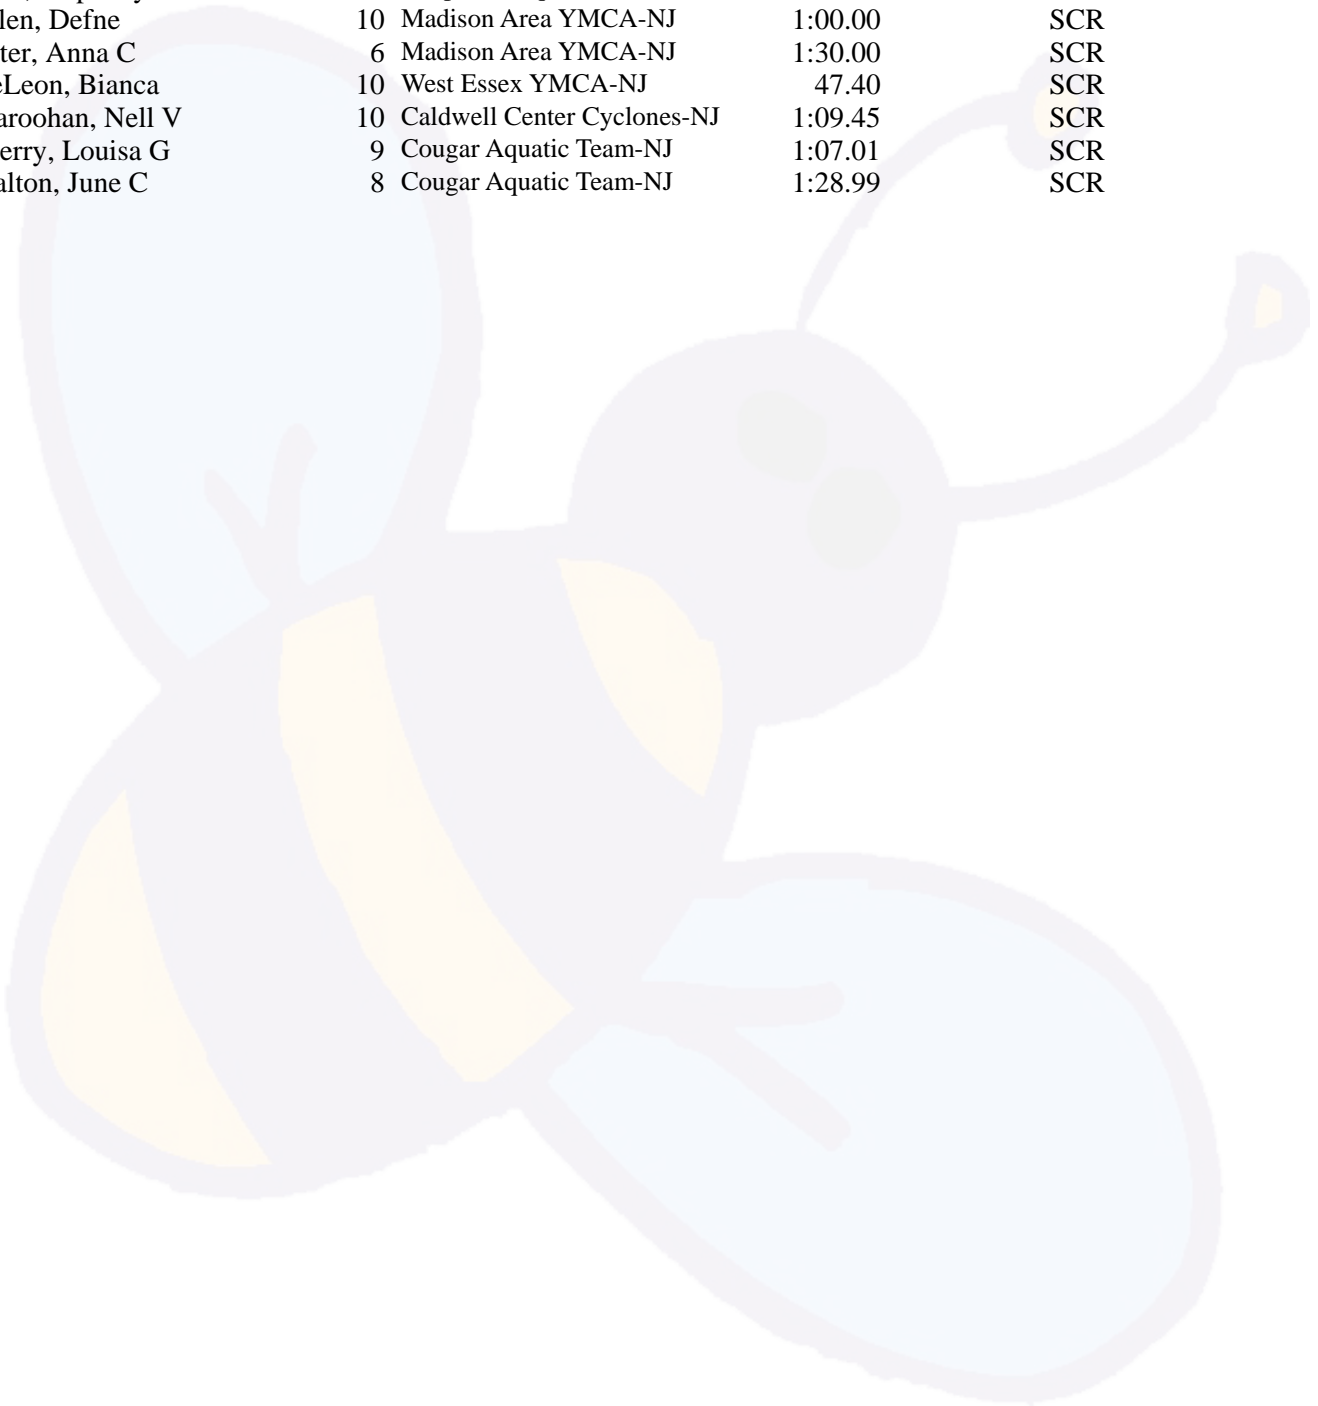 len, Defne 10 Madison Area YMCA-NJ 1:00.00 SCR
ter, Anna C 6 Madison Area YMCA-NJ 1:30.00 SCR
eLeon, Bianca 10 West Essex YMCA-NJ 47.40 SCR
aroohan, Nell V 10 Caldwell Center Cyclones-NJ 1:09.45 SCR
erry, Louisa G 9 Cougar Aquatic Team-NJ 1:07.01 SCR
alton, June C 8 Cougar Aquatic Team-NJ 1:28.99 SCR